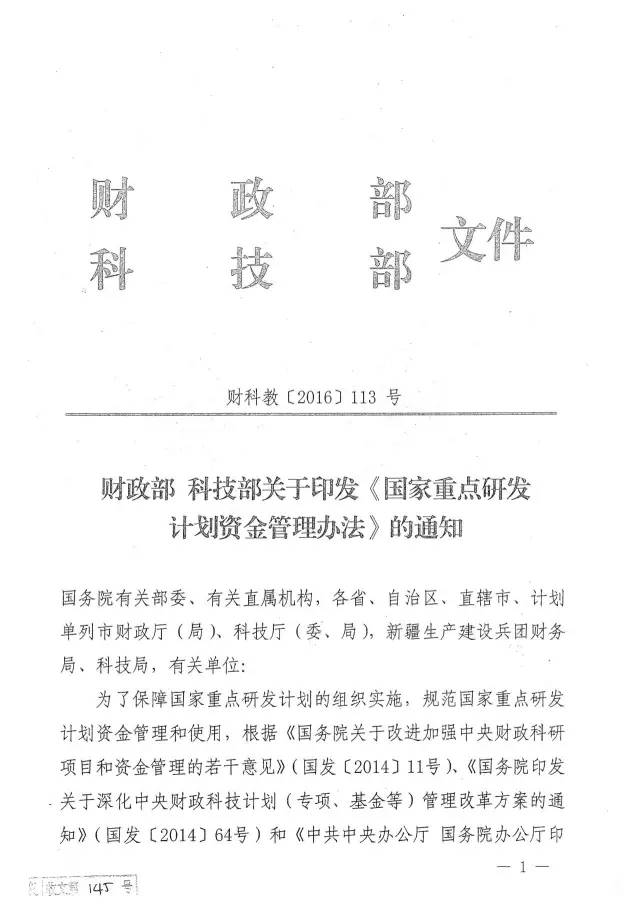 财政部
科技部
文件
财科教〔2016〕113 号
财政部 科技部关于印发《国家重点研发
计划资金管理办法》的通知
国务院有关部委、有关直属机构，各省、自治区、直辖市、计划
单列市财政厅（局）、科技厅（委、局），新疆生产建设兵团财务
局、科技局，有关单位：
为了保障国家重点研发计划的组织实施，规范国家重点研发
计划资金管理和使用，根据《国务院关于改进加强中央财政科研
项目和资金管理的若干意见》（国发〔2014〕11号）、《国务院印发
关于深化中央财政科技计划（专项、基金等）管理改革方案的通
知》（国发〔2014〕64号）和《中共中央办公厅 国务院办公厅印
— 1 —
收文 145 号